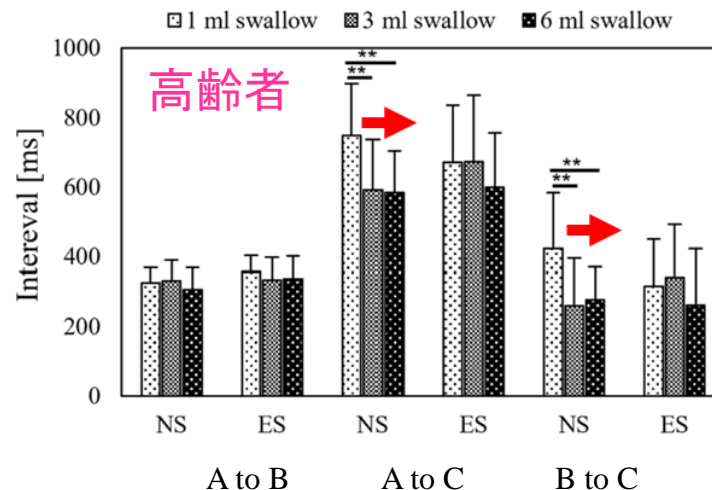 1 ml swallow 3 ml swallow 6 ml swallow
1000
800
600
400
200
0
Intereval [ms]
高齢者
**
**
**
**
NS ES NS ES NS ES
A to B A to C B to C